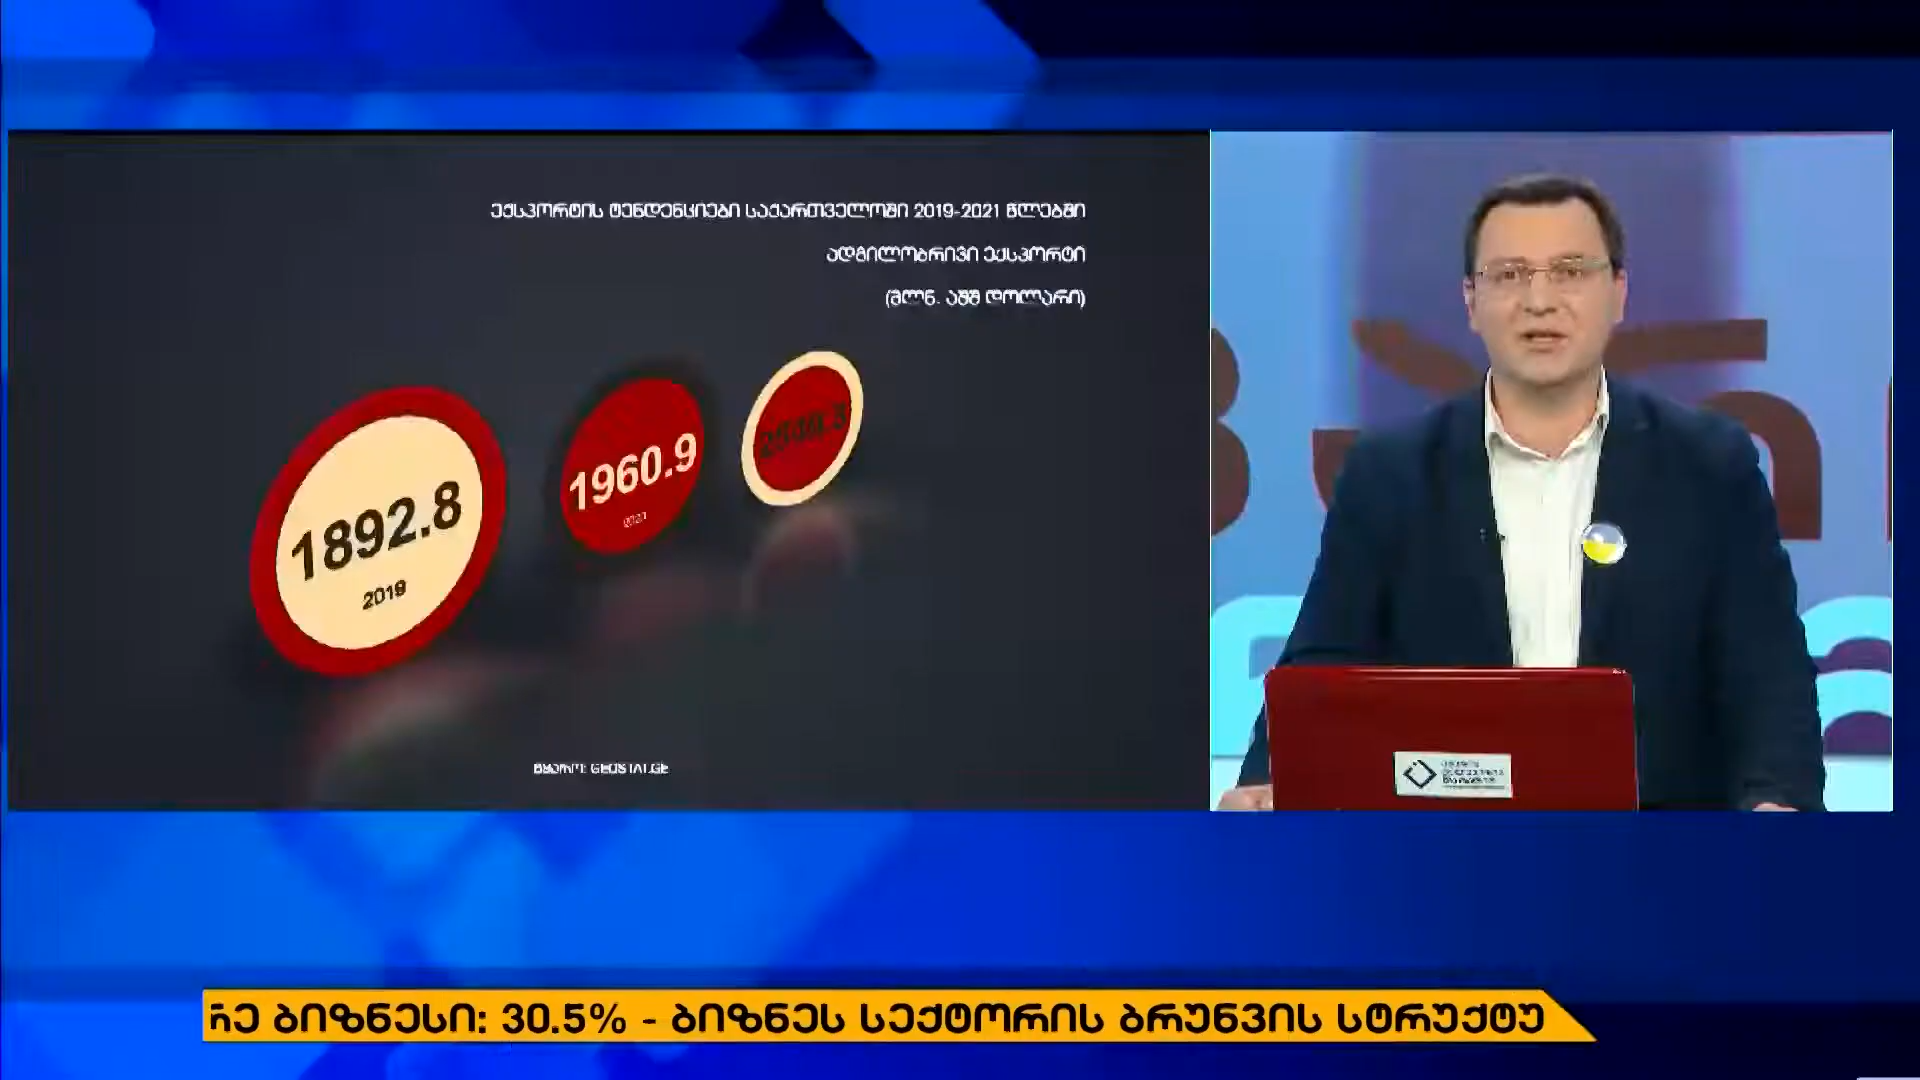 ექსპორტის ტენდენციები საქართველოში 2019-2021 წლებში
ადგილობრივი ექსპორტი
(მლნ. აშშ დოლარი)
1892.8
2019
1960.9
წყარო: GEOSTAT.GE
რე ბიზნესი: 30.5% - ბიზნეს სექტორის ბრუნვის სტრუქტუ